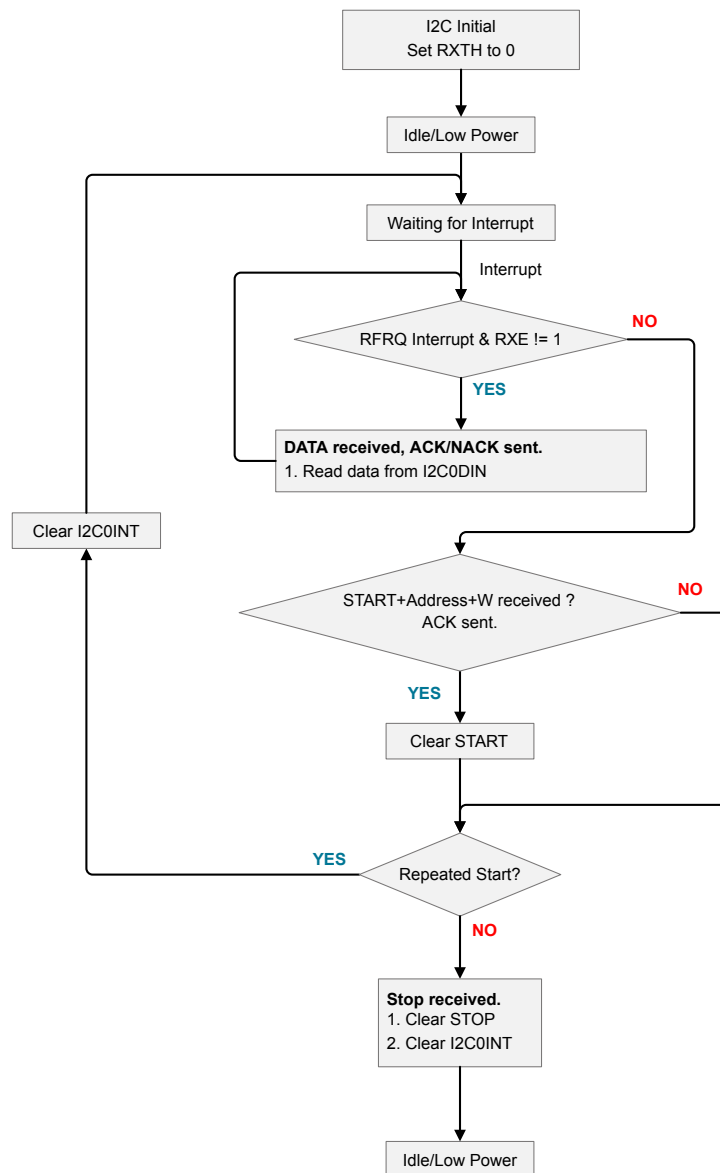 I2C Initial
Set RXTH to 0
Idle/Low Power
Waiting for Interrupt
Interrupt
RFRQ Interrupt & RXE != 1
NO
YES
DATA received, ACK/NACK sent.
1. Read data from I2C0DIN
Clear I2C0INT
START+Address+W received ?
ACK sent.
NO
YES
Clear START
YES
Repeated Start?
NO
Stop received.
1. Clear STOP
2. Clear I2C0INT
Idle/Low Power